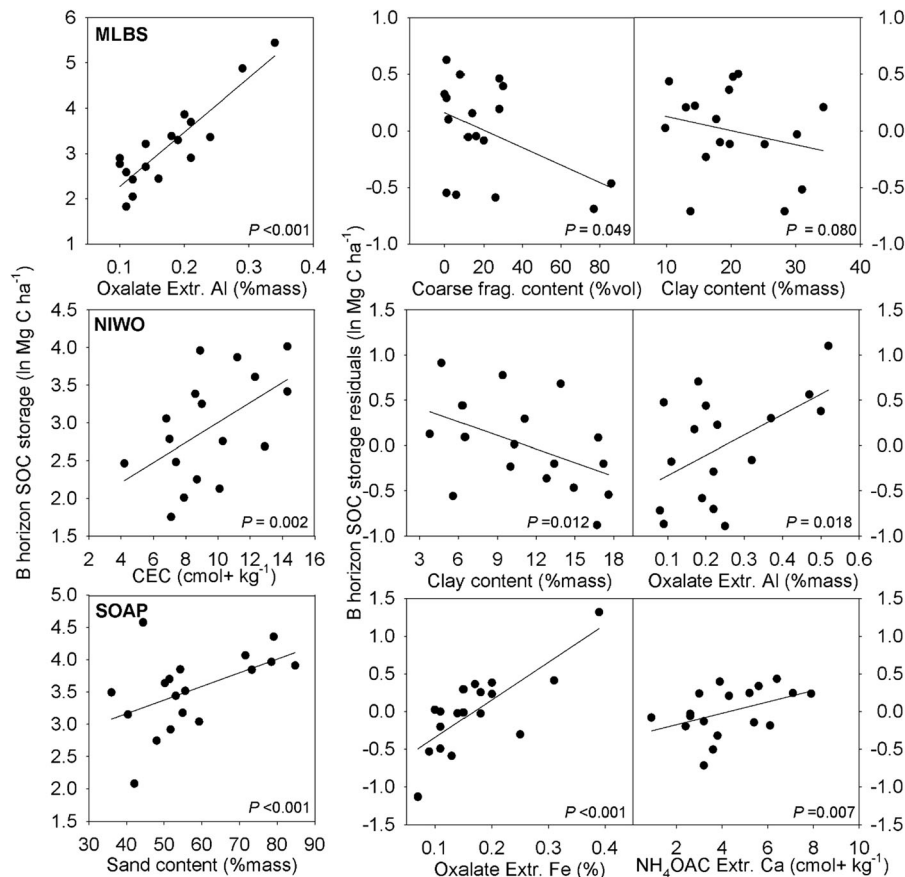 MLBS
6
5
4
3
2
1
0.1 0.2 0.3 0.4
Oxalate Extr. Al (%mass)
P <0.001
1.0
0.5
0.0
-0.5
-1.0
0 20 40 60 80
Coarse frag. content (%vol)
P = 0.049
10 20 30 40
Clay content (%mass)
P = 0.080
1.0
0.5
0.0
-0.5
-1.0
NIWO
4.5
4.0
3.5
3.0
2.5
2.0
1.5
2 4 6 8 10 12 14 16
CEC (cmol+ kg⁻¹)
P = 0.002
1.5
1.0
0.5
0.0
-0.5
-1.0
3 6 9 12 15 18
Clay content (%mass)
P =0.012
0.1 0.2 0.3 0.4 0.5 0.6
Oxalate Extr. Al (%mass)
P = 0.018
1.5
1.0
0.5
0.0
-0.5
-1.0
SOAP
5.0
4.5
4.0
3.5
3.0
2.5
2.0
1.5
30 40 50 60 70 80 90
Sand content (%mass)
P <0.001
1.5
1.0
0.5
0.0
-0.5
-1.0
-1.5
0.1 0.2 0.3 0.4
Oxalate Extr. Fe (%)
P <0.001
0 2 4 6 8 10
NH₄OAC Extr. Ca (cmol+ kg⁻¹)
P =0.007
1.5
1.0
0.5
0.0
-0.5
-1.0
-1.5
B horizon SOC storage (ln Mg C ha⁻¹)
B horizon SOC storage residuals (ln Mg C ha⁻¹)